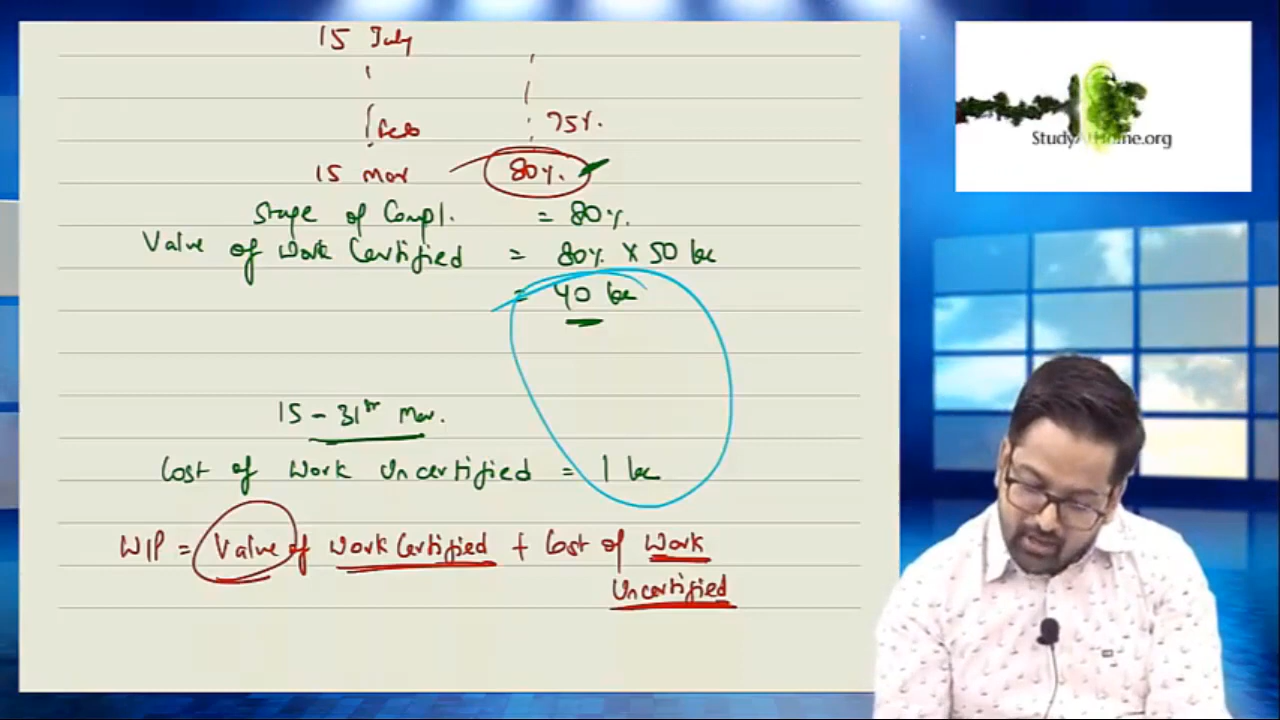 15 July
Feb 75%.
15 Mar 80%.
Stage of Compl. = 80%.
Value of Work Certified = 80% × 50 lac
= 40 lac
15 - 31st Mar.
Cost of Work Uncertified = 1 lac
WIP = Value of Work Certified + Cost of Work
Uncertified
StudyAtHome.org